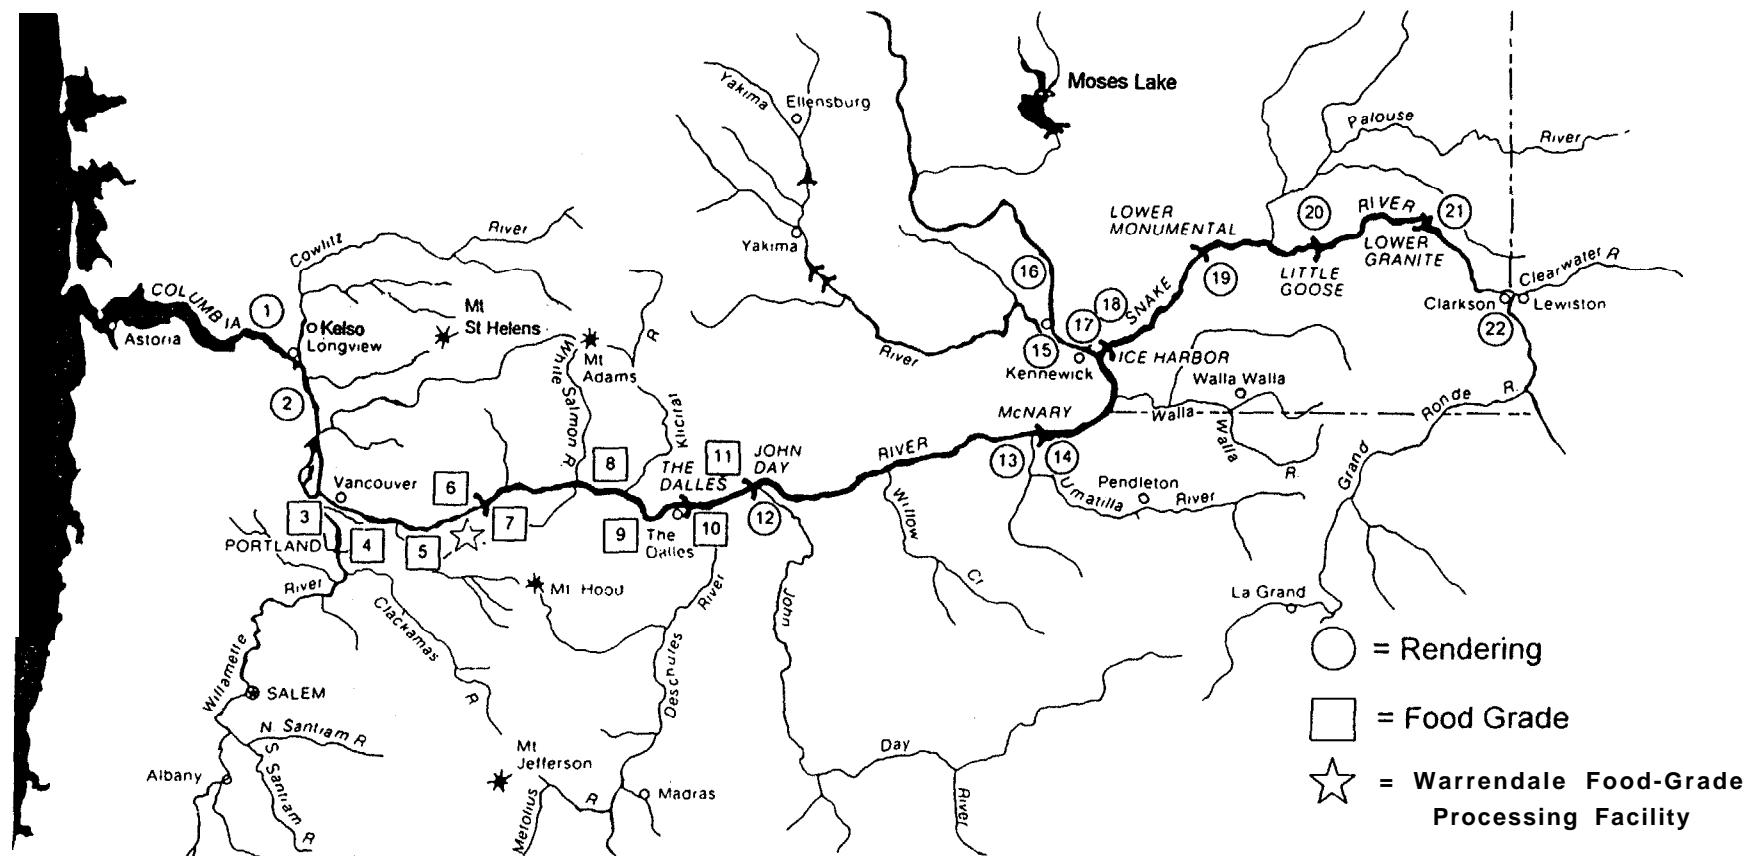 Moses Lake
Yakima
Ellensburg
Palouse
River
Cowlitz
River
Yakima
LOWER
MONUMENTAL
20
RIVER
21
LOWER
GRANITE
LITTLE
GOOSE
19
Clearwater R
Clarkson
Lewiston
22
COLUMBIA
1
Astoria
Kelso
Longview
Mt
St Helens
Mt
Adams
R
White Salmon R.
Klicitat
River
16
18
17
SNAKE
15
Kennewick
ICE HARBOR
Walla Walla
Walla
Walla
R.
Ronde
R.
Grand
2
McNARY
RIVER
13
14
Umatilla
River
Pendleton
Vancouver
6
8
THE
DALLES
11
JOHN
DAY
3
PORTLAND
4
5
7
9
The
Dalles
10
12
Willow
Cr
River
Clackamas
R
Mt Hood
River
Deschutes
John
La Grand
Willamette
SALEM
N. Santiam R
S Santiam R
Albany
Mt
Jefferson
Metolius
R
Madras
Day
River
= Rendering
= Food Grade
= Warrendale Food-Grade
Processing Facility